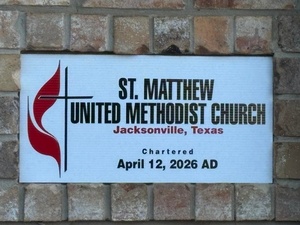 ST. MATTHEW
UNITED METHODIST CHURCH
Jacksonville, Texas
Chartered
April 12, 2026 AD